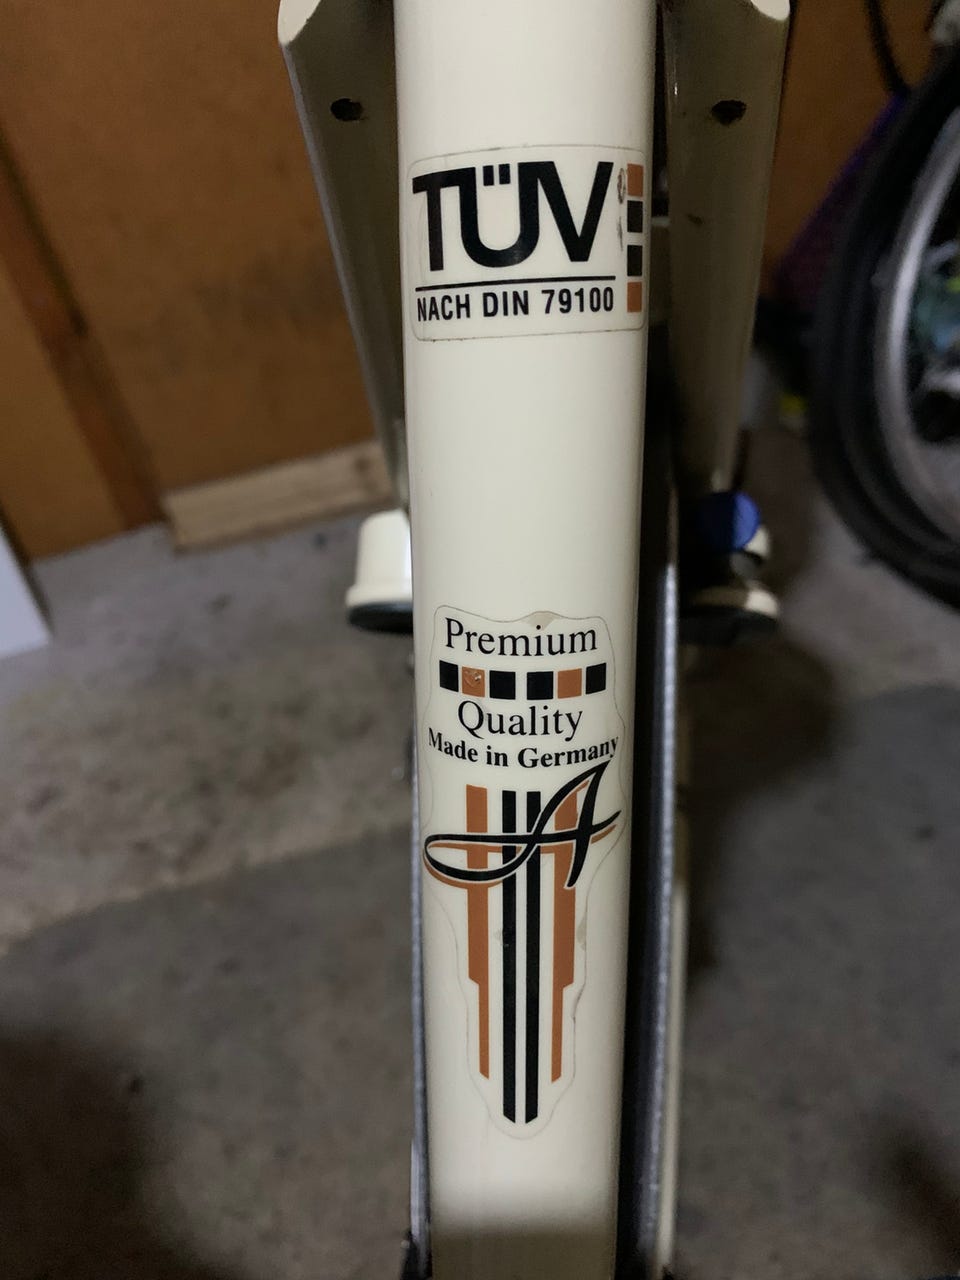 TÜV
NACH DIN 79100
Premium
Quality
Made in Germany
A